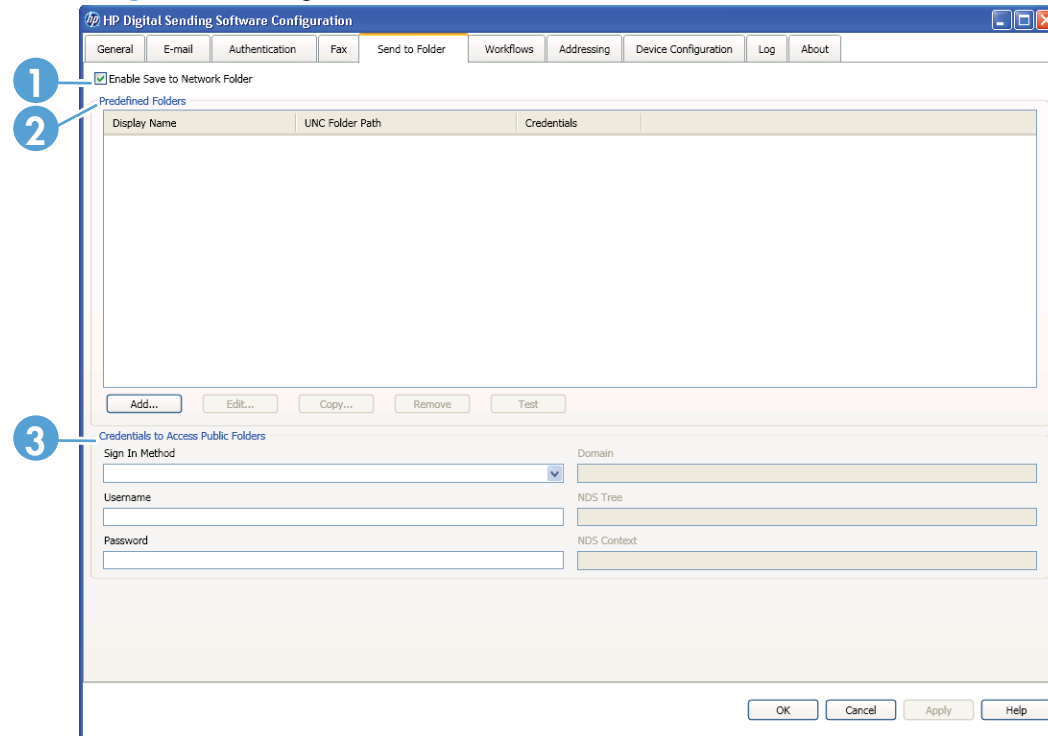 HP Digital Sending Software Configuration
General E-mail Authentication Fax Send to Folder Workflows Addressing Device Configuration Log About
1 Enable Save to Network Folder
2 Predefined Folders
Display Name UNC Folder Path Credentials
Add... Edit... Copy... Remove Test
3 Credentials to Access Public Folders
Sign In Method Domain
Username NDS Tree
Password NDS Context
OK Cancel Apply Help